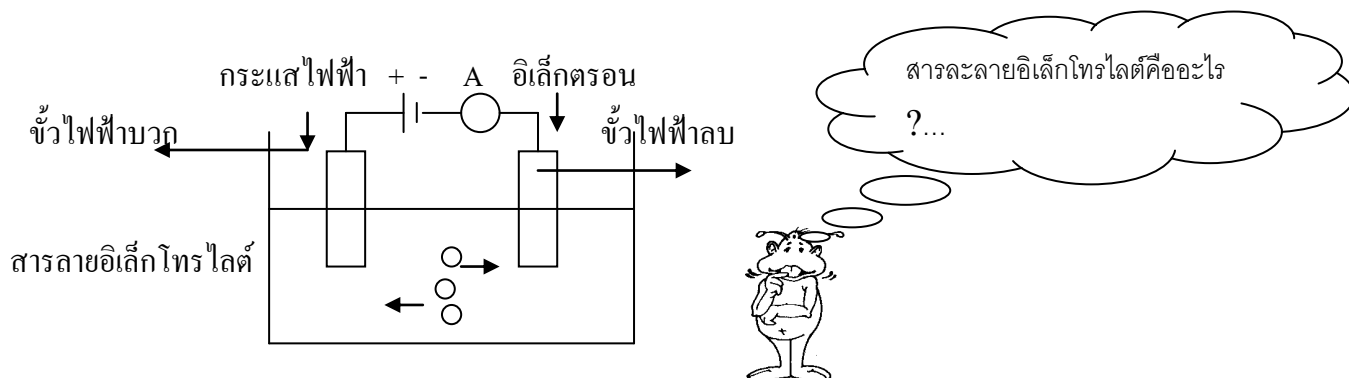 กระแสไฟฟ้า + - A อิเล็กตรอน
ขั้วไฟฟ้าบวก
ขั้วไฟฟ้าลบ
สารลายอิเล็กโทรไลต์
สารละลายอิเล็กโทรไลต์คืออะไร
?...